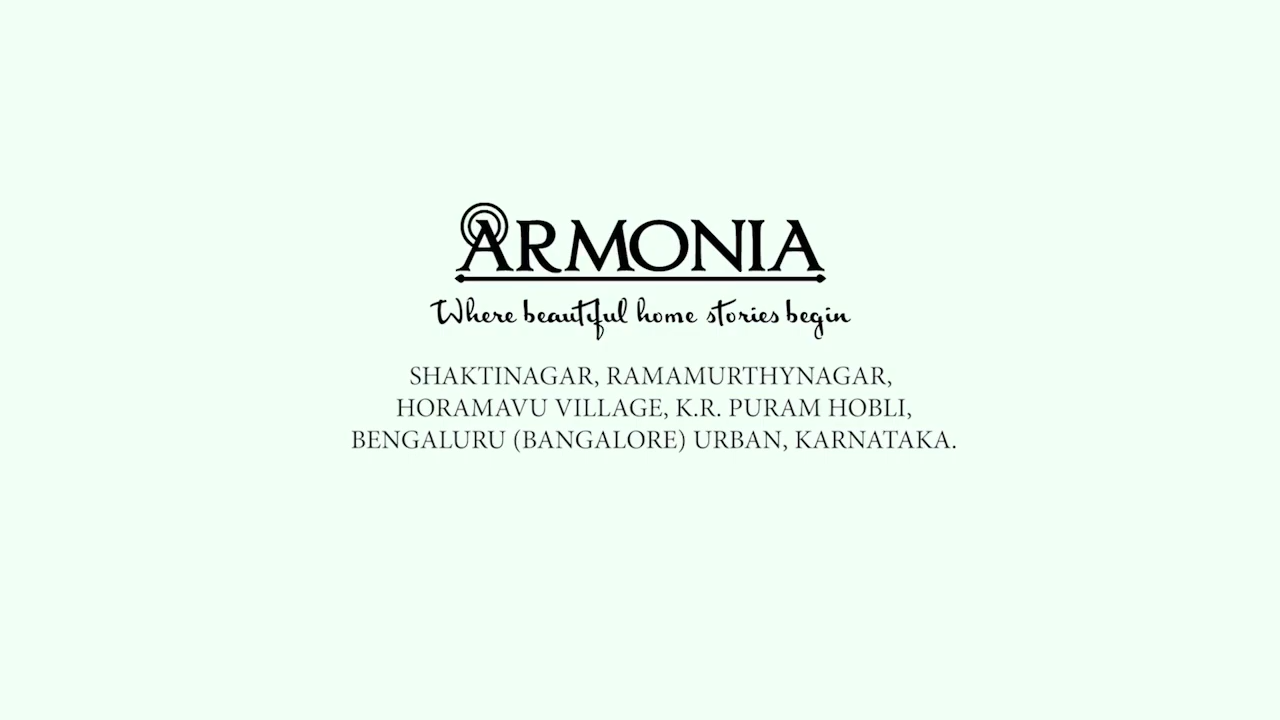 ARMONIA
Where beautiful home stories begin
SHAKTINAGAR, RAMAMURTHYNAGAR,
HORAMAVU VILLAGE, K.R. PURAM HOBLI,
BENGALURU (BANGALORE) URBAN, KARNATAKA.